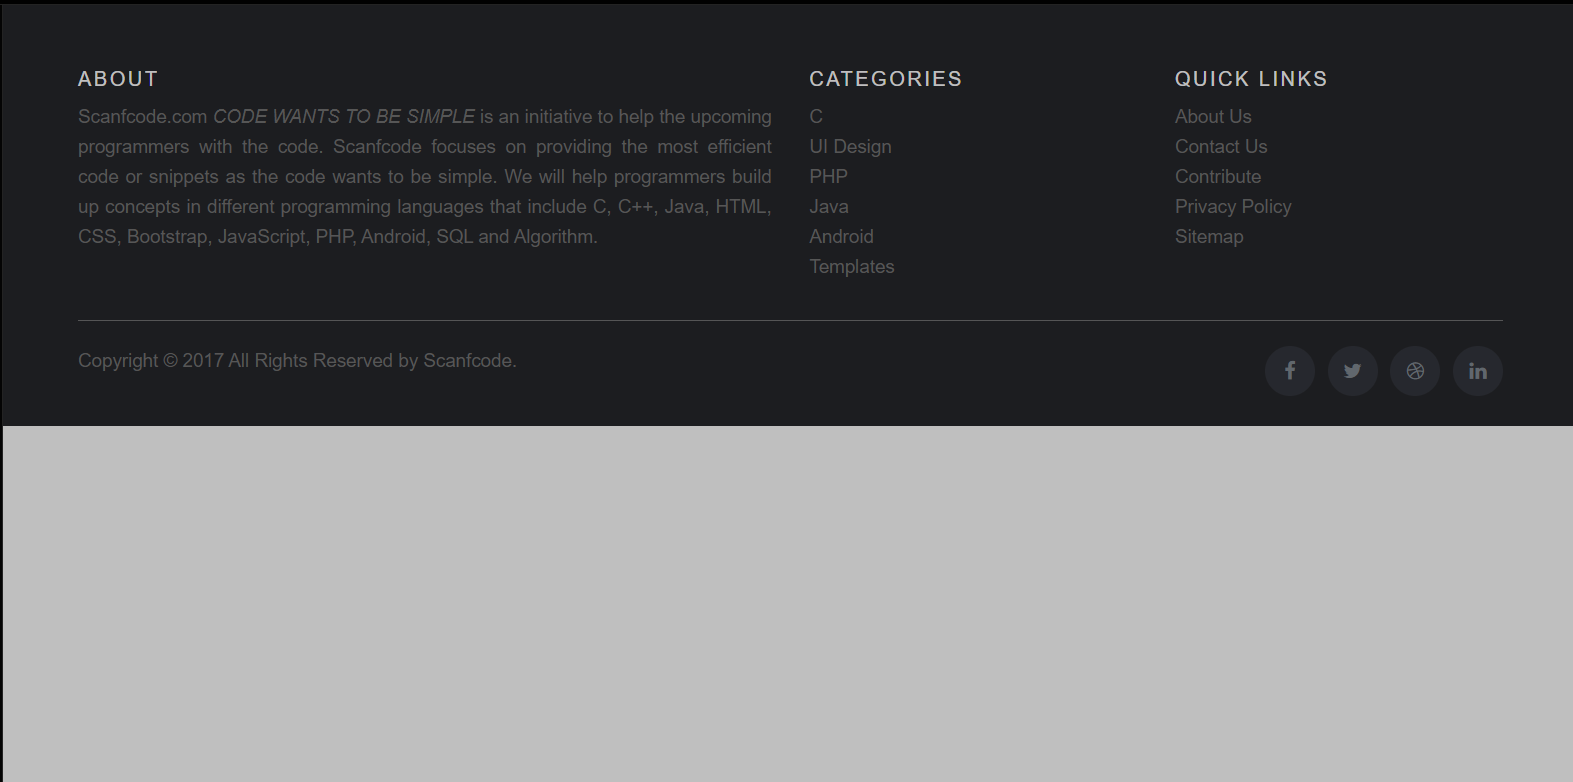 ABOUT
Scanfcode.com CODE WANTS TO BE SIMPLE is an initiative to help the upcoming
programmers with the code. Scanfcode focuses on providing the most efficient
code or snippets as the code wants to be simple. We will help programmers build
up concepts in different programming languages that include C, C++, Java, HTML,
CSS, Bootstrap, JavaScript, PHP, Android, SQL and Algorithm.
CATEGORIES
C
UI Design
PHP
Java
Android
Templates
QUICK LINKS
About Us
Contact Us
Contribute
Privacy Policy
Sitemap
Copyright © 2017 All Rights Reserved by Scanfcode.